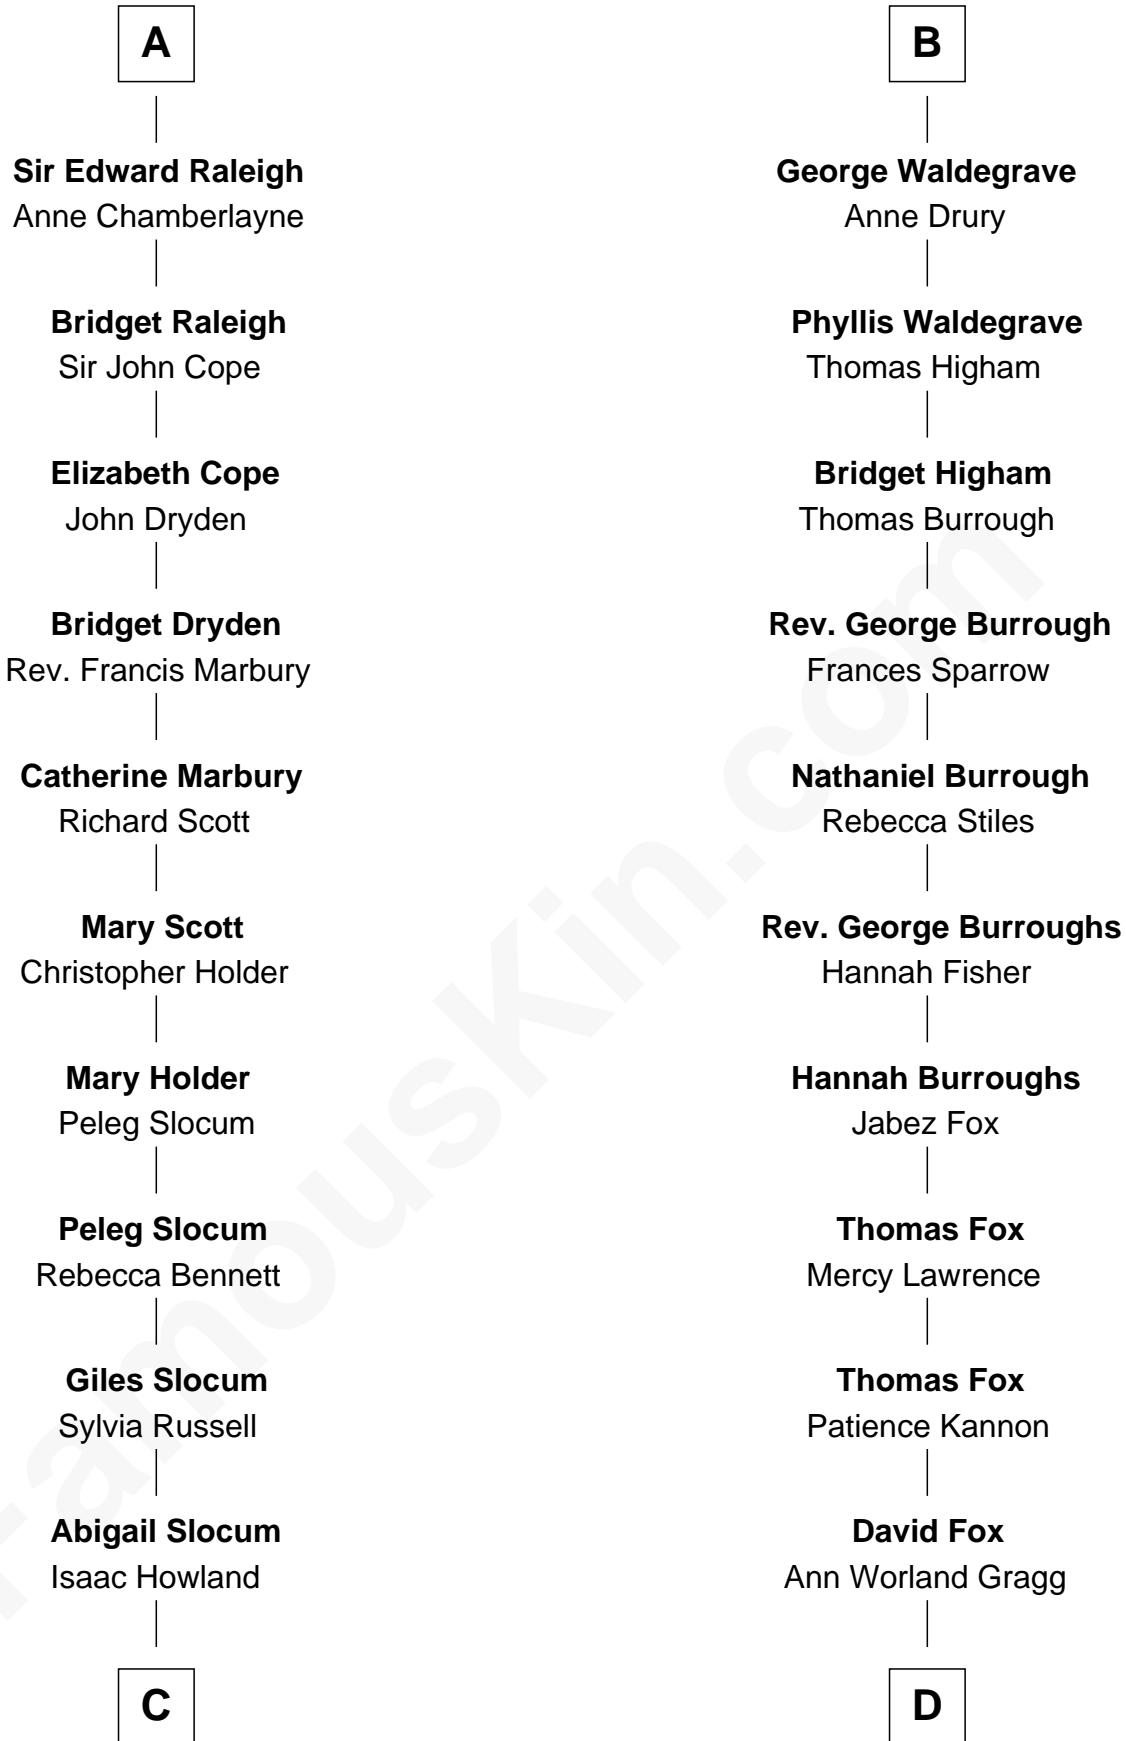 A
Sir Edward Raleigh
Anne Chamberlayne
Bridget Raleigh
Sir John Cope
Elizabeth Cope
John Dryden
Bridget Dryden
Rev. Francis Marbury
Catherine Marbury
Richard Scott
Mary Scott
Christopher Holder
Mary Holder
Peleg Slocum
Peleg Slocum
Rebecca Bennett
Giles Slocum
Sylvia Russell
Abigail Slocum
Isaac Howland
C
B
George Waldegrave
Anne Drury
Phyllis Waldegrave
Thomas Higham
Bridget Higham
Thomas Burrough
Rev. George Burrough
Frances Sparrow
Nathaniel Burrough
Rebecca Stiles
Rev. George Burroughs
Hannah Fisher
Hannah Burroughs
Jabez Fox
Thomas Fox
Mercy Lawrence
Thomas Fox
Patience Kannon
David Fox
Ann Worland Gragg
D
FamousKin.com